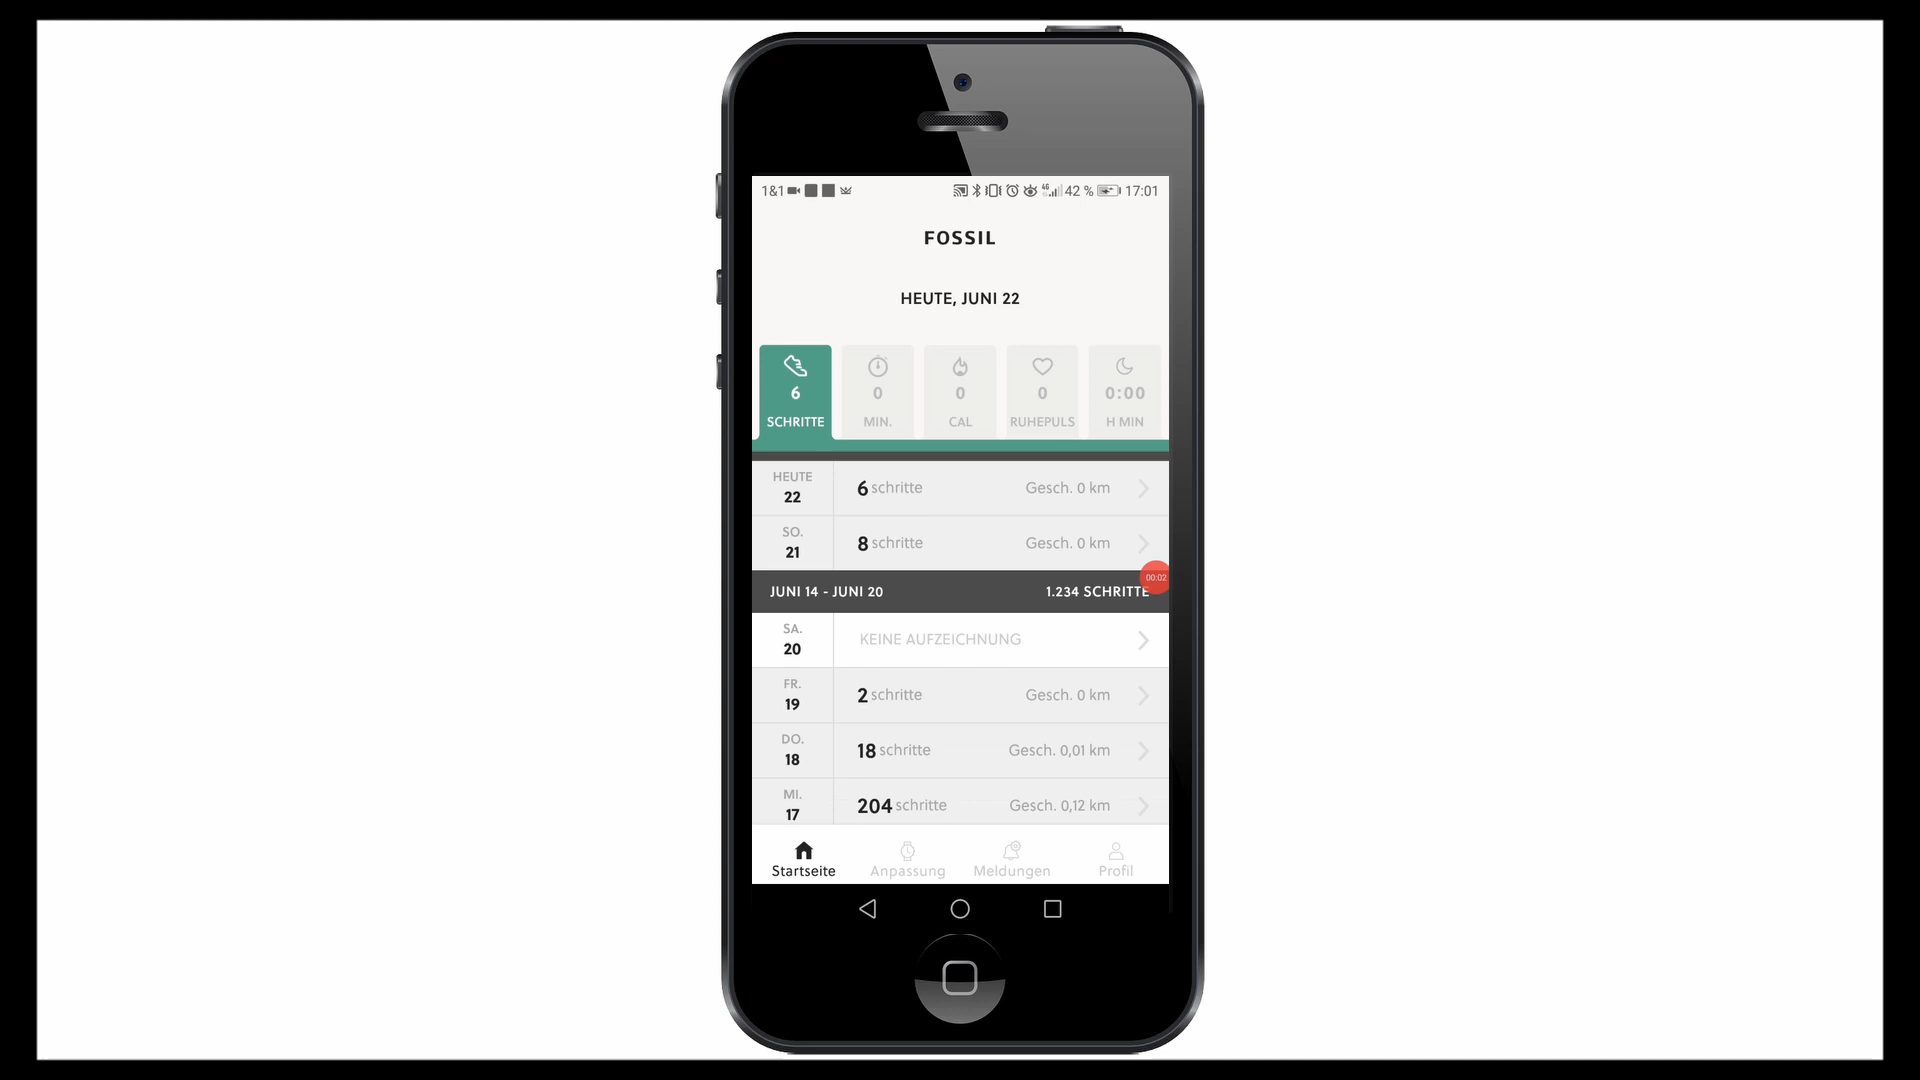 1&1 42 % 17:01
FOSSIL
HEUTE, JUNI 22
6 0 0 0 0:00
SCHRITTE MIN. CAL RUHEPULS H MIN
HEUTE
22 6 schritte Gesch. 0 km
SO.
21 8 schritte Gesch. 0 km
00:02
JUNI 14 - JUNI 20 1.234 SCHRITTE
SA.
20 KEINE AUFZEICHNUNG
FR.
19 2 schritte Gesch. 0 km
DO.
18 18 schritte Gesch. 0,01 km
MI.
17 204 schritte Gesch. 0,12 km
Startseite Anpassung Meldungen Profil